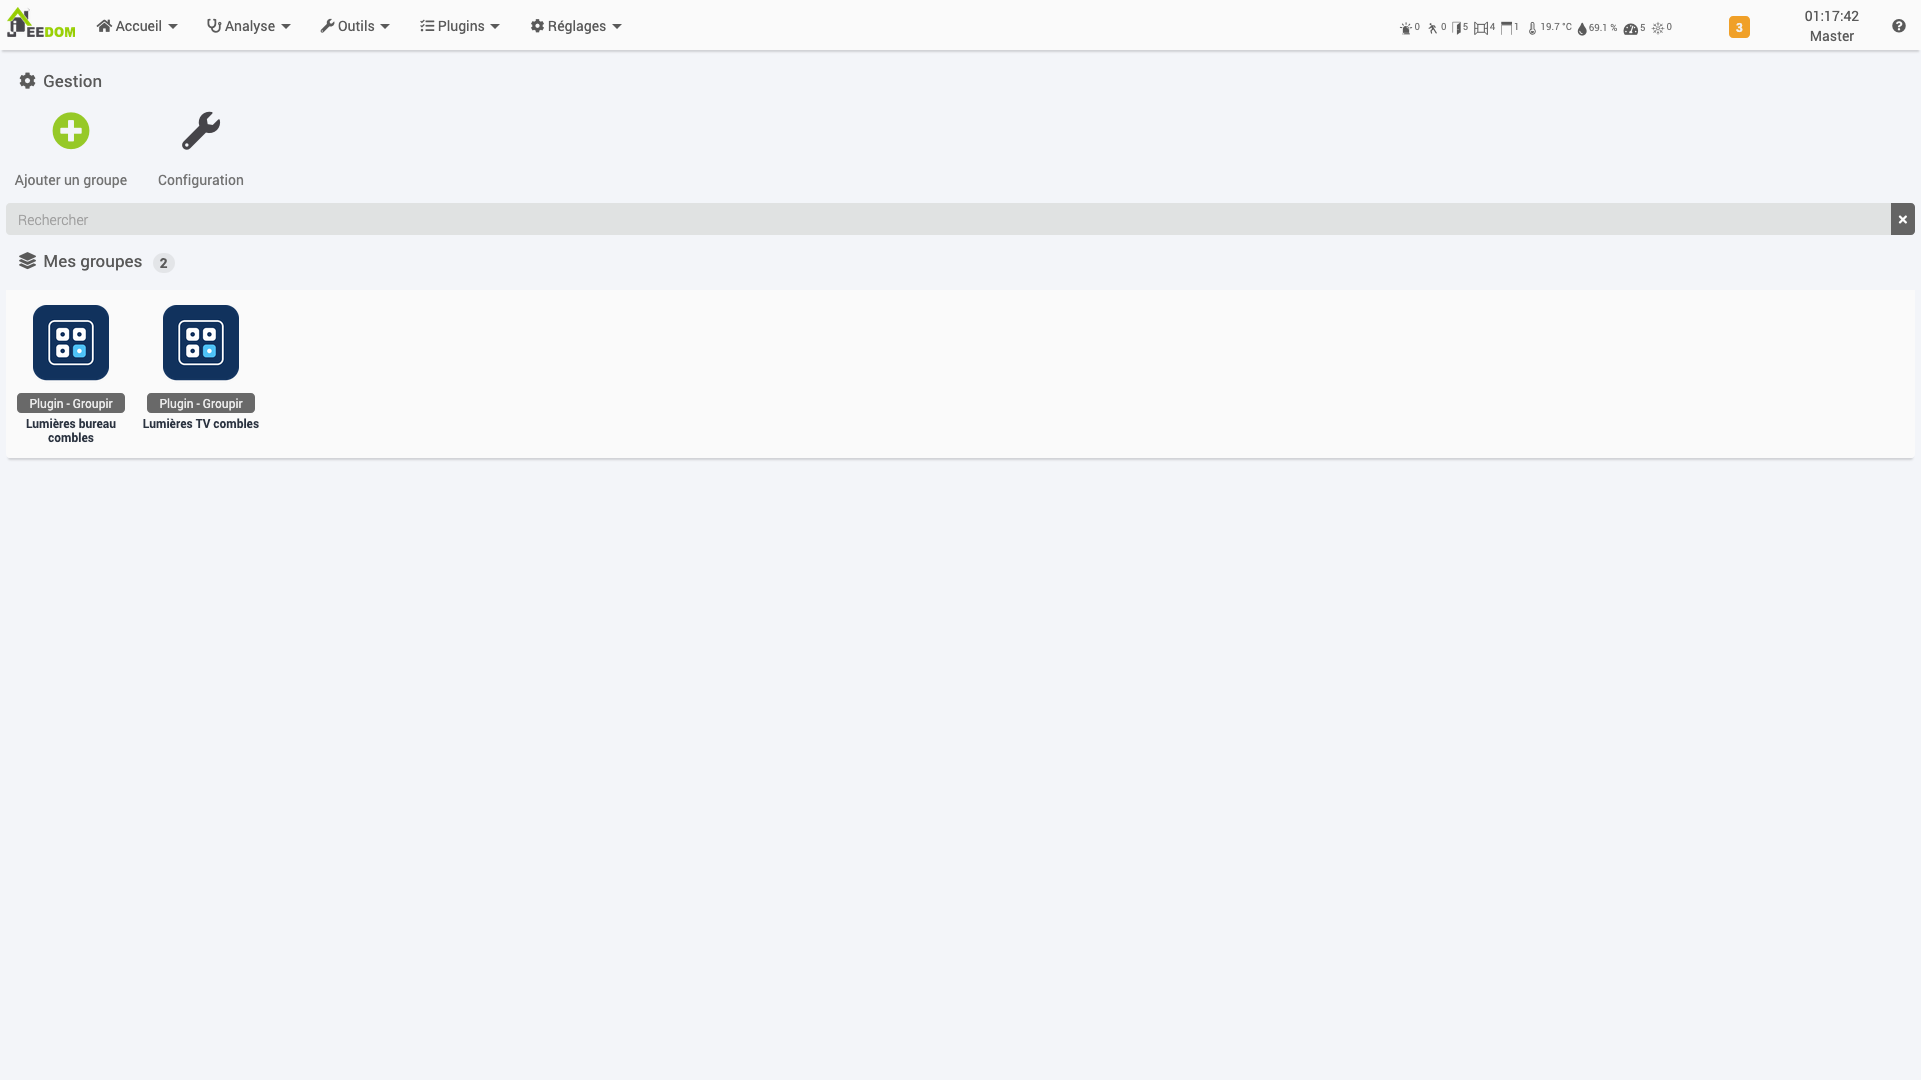 JEEDOM
Accueil
Analyse
Outils
Plugins
Réglages
0 0 5 4 1 19.7 °C 69.1 % 5 0
3
01:17:42
Master
Gestion
Ajouter un groupe
Configuration
Rechercher
Mes groupes 2
Plugin - Groupir
Lumières bureau
combles
Plugin - Groupir
Lumières TV combles